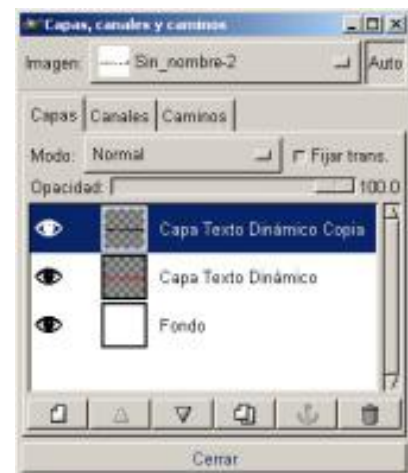 Capas, canales y caminos
Imagen: Sin_nombre-2 Auto
Capas Canales Caminos
Modo: Normal Fijar trans.
Opacidad: 100.0
Capa Texto Dinámico Copia
Capa Texto Dinámico
Fondo
Cerrar